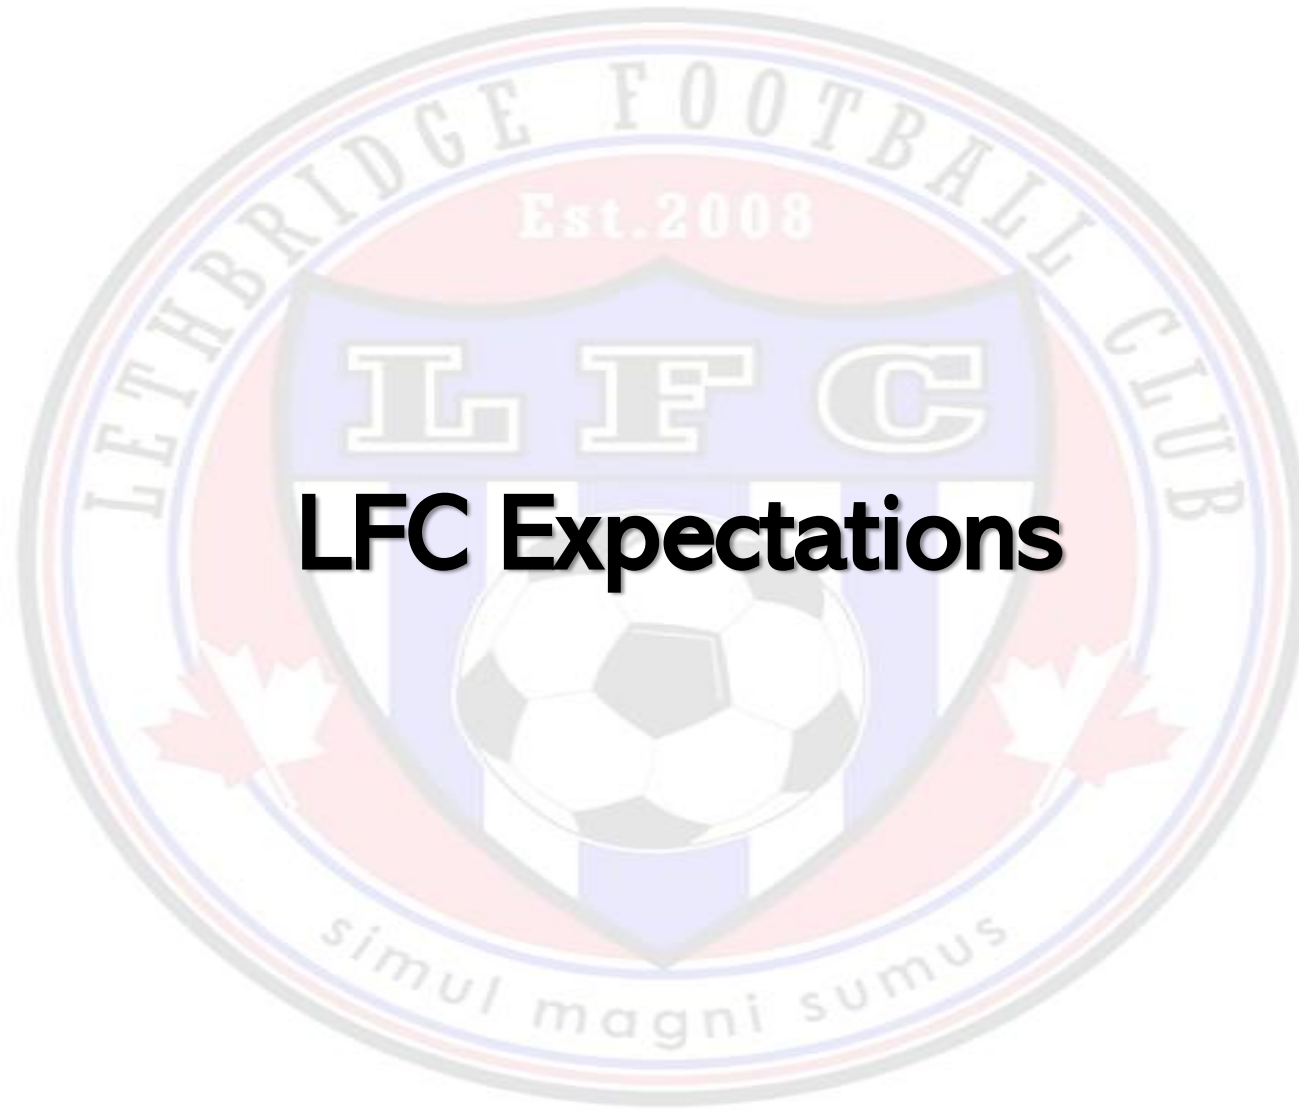 LETHBRIDGE FOOTBALL CLUB
Est.2008
LFC
LFC Expectations
simul magni sumus